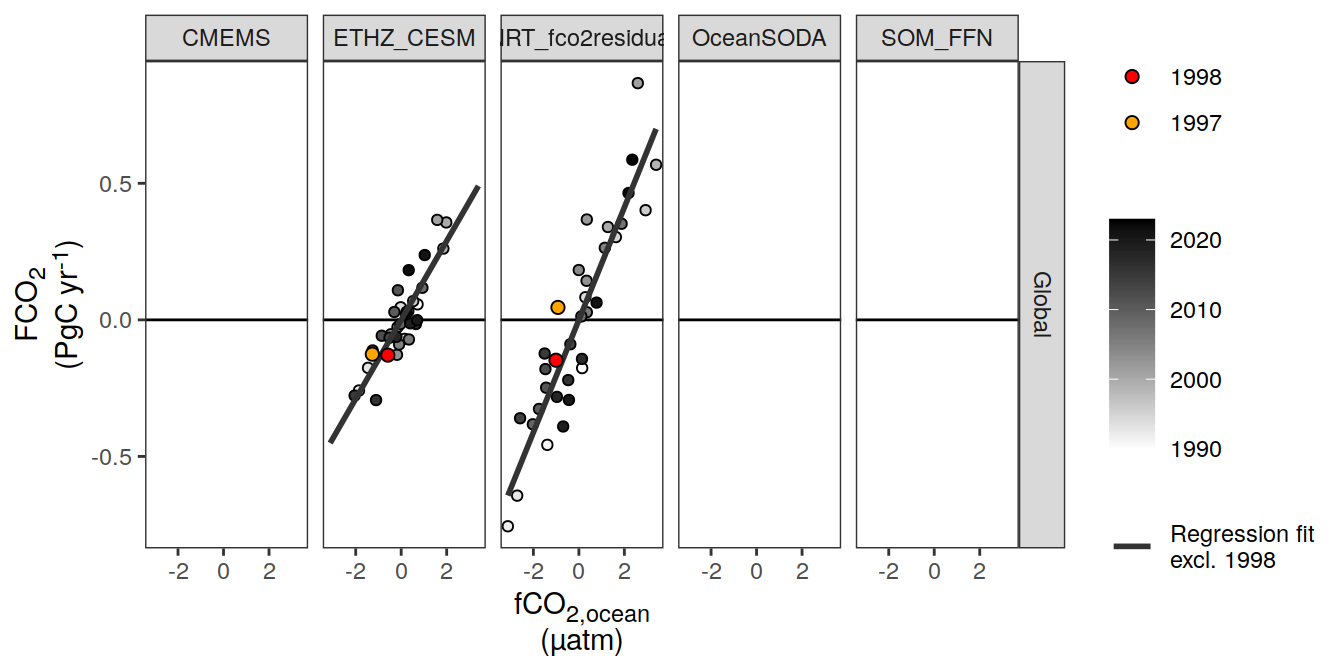 CMEMS ETHZ_CESM NRT_fco2residua OceanSODA SOM_FFN
1998
1997
0.5
0.0
-0.5
FCO2
(PgC yr-1)
Global
2020
2010
2000
1990
Regression fit
excl. 1998
-2 0 2 -2 0 2 -2 0 2 -2 0 2 -2 0 2
fCO2,ocean
(µatm)